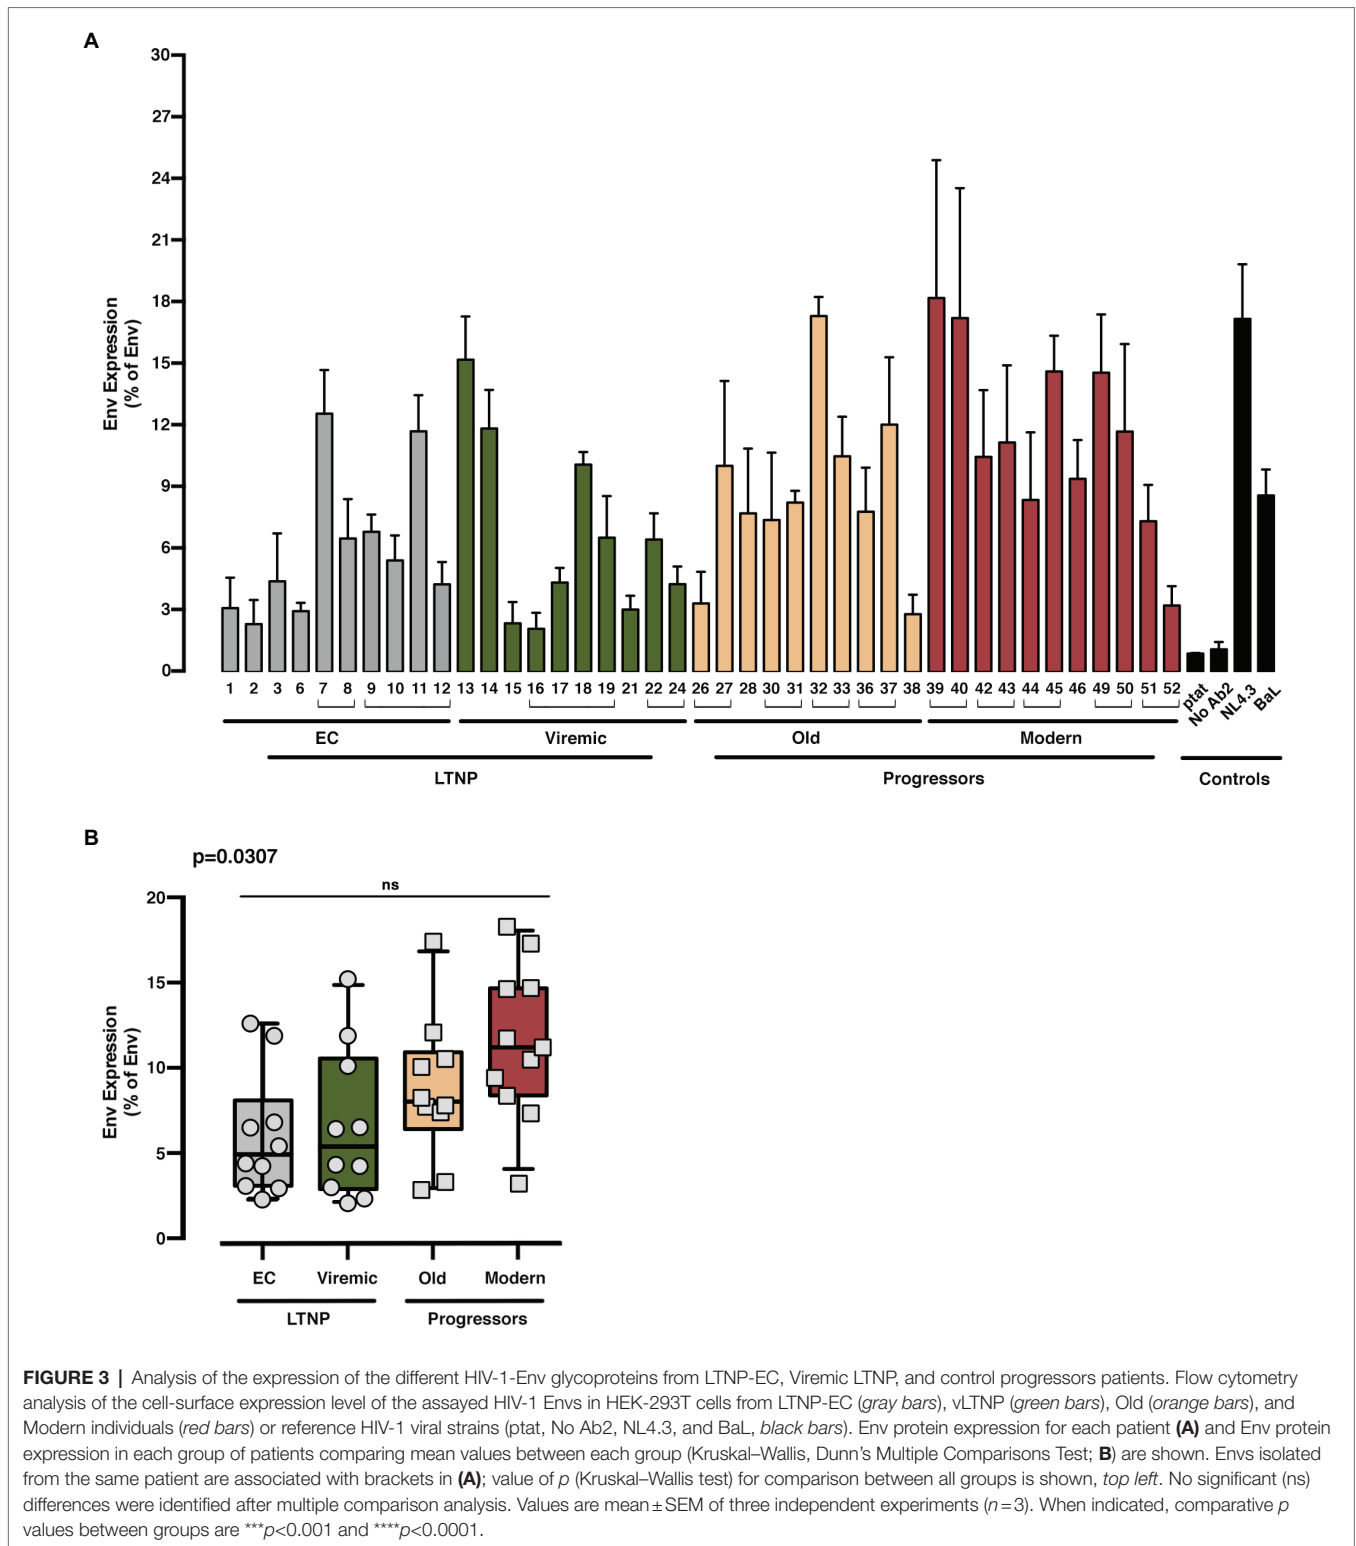 A
30
27
24
21
18
15
12
9
6
3
0
Env Expression
(% of Env)
1 2 3 6 7 8 9 10 11 12 13 14 15 16 17 18 19 21 22 24 26 27 28 30 31 32 33 36 37 38 39 40 42 43 44 45 46 49 50 51 52 ptat No Ab2 NL4.3 BaL
EC Viremic Old Modern
LTNP Progressors Controls
B
p=0.0307
ns
20
15
10
5
0
Env Expression
(% of Env)
EC Viremic Old Modern
LTNP Progressors
FIGURE 3 | Analysis of the expression of the different HIV-1-Env glycoproteins from LTNP-EC, Viremic LTNP, and control progressors patients. Flow cytometry
analysis of the cell-surface expression level of the assayed HIV-1 Envs in HEK-293T cells from LTNP-EC (gray bars), vLTNP (green bars), Old (orange bars), and
Modern individuals (red bars) or reference HIV-1 viral strains (ptat, No Ab2, NL4.3, and BaL, black bars). Env protein expression for each patient (A) and Env protein
expression in each group of patients comparing mean values between each group (Kruskal–Wallis, Dunn's Multiple Comparisons Test; B) are shown. Envs isolated
from the same patient are associated with brackets in (A); value of p (Kruskal–Wallis test) for comparison between all groups is shown, top left. No significant (ns)
differences were identified after multiple comparison analysis. Values are mean ± SEM of three independent experiments (n = 3). When indicated, comparative p
values between groups are ***p<0.001 and ****p<0.0001.